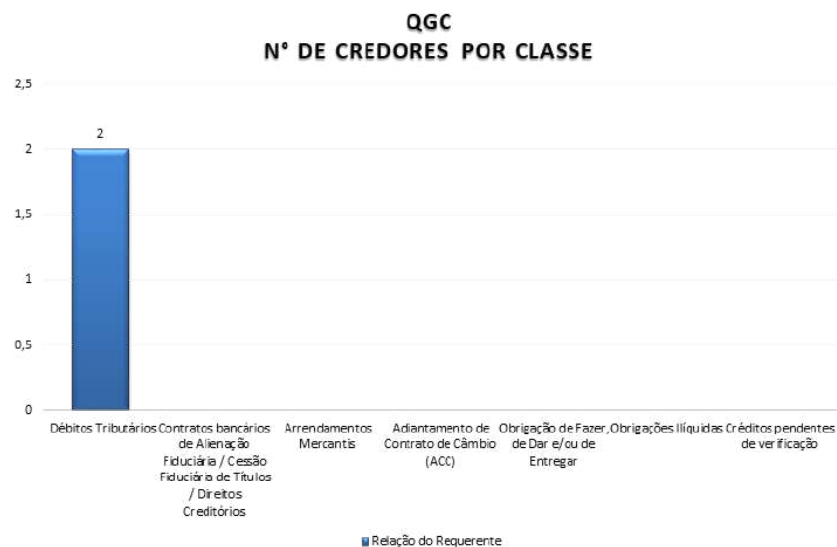 QGC
N° DE CREDORES POR CLASSE
2,5
2
1,5
1
0,5
0
2
Débitos Tributários
Contratos bancários
de Alienação
Fiduciária / Cessão
Fiduciária de Títulos
/ Direitos
Creditórios
Arrendamentos
Mercantis
Adiantamento de
Contrato de Câmbio
(ACC)
Obrigação de Fazer,
de Dar e/ou de
Entregar
Obrigações Ilíquidas
Créditos pendentes
de verificação
Relação do Requerente